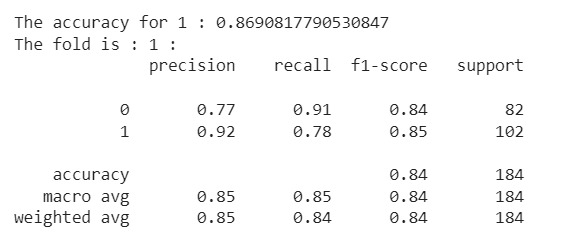 The accuracy for 1 : 0.8690817790530847
The fold is : 1 :
precision recall f1-score support
0 0.77 0.91 0.84 82
1 0.92 0.78 0.85 102
accuracy 0.84 184
macro avg 0.85 0.85 0.84 184
weighted avg 0.85 0.84 0.84 184